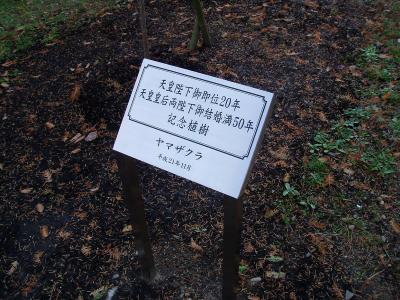 天皇陛下御即位20年
天皇皇后両陛下御結婚満50年
記念植樹
ヤマザクラ
平成21年11月